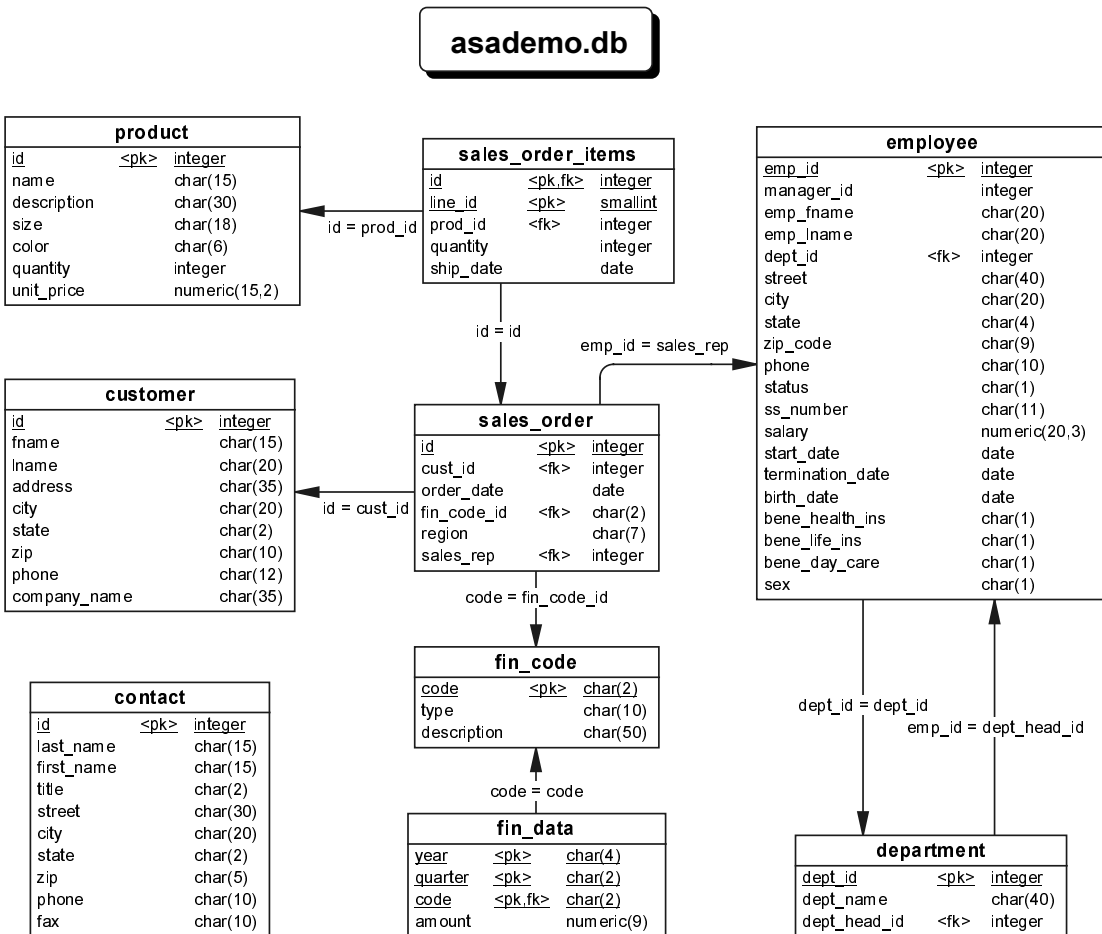 asademo.db
product
id <pk> integer
name char(15)
description char(30)
size char(18)
color char(6)
quantity integer
unit_price numeric(15,2)
id = prod_id
sales_order_items
id <pk,fk> integer
line_id <pk> smallint
prod_id <fk> integer
quantity integer
ship_date date
id = id
emp_id = sales_rep
employee
emp_id <pk> integer
manager_id integer
emp_fname char(20)
emp_lname char(20)
dept_id <fk> integer
street char(40)
city char(20)
state char(4)
zip_code char(9)
phone char(10)
status char(1)
ss_number char(11)
salary numeric(20,3)
start_date date
termination_date date
birth_date date
bene_health_ins char(1)
bene_life_ins char(1)
bene_day_care char(1)
sex char(1)
customer
id <pk> integer
fname char(15)
lname char(20)
address char(35)
city char(20)
state char(2)
zip char(10)
phone char(12)
company_name char(35)
id = cust_id
sales_order
id <pk> integer
cust_id <fk> integer
order_date date
fin_code_id <fk> char(2)
region char(7)
sales_rep <fk> integer
code = fin_code_id
fin_code
code <pk> char(2)
type char(10)
description char(50)
code = code
dept_id = dept_id
emp_id = dept_head_id
contact
id <pk> integer
last_name char(15)
first_name char(15)
title char(2)
street char(30)
city char(20)
state char(2)
zip char(5)
phone char(10)
fax char(10)
fin_data
year <pk> char(4)
quarter <pk> char(2)
code <pk,fk> char(2)
amount numeric(9)
department
dept_id <pk> integer
dept_name char(40)
dept_head_id <fk> integer